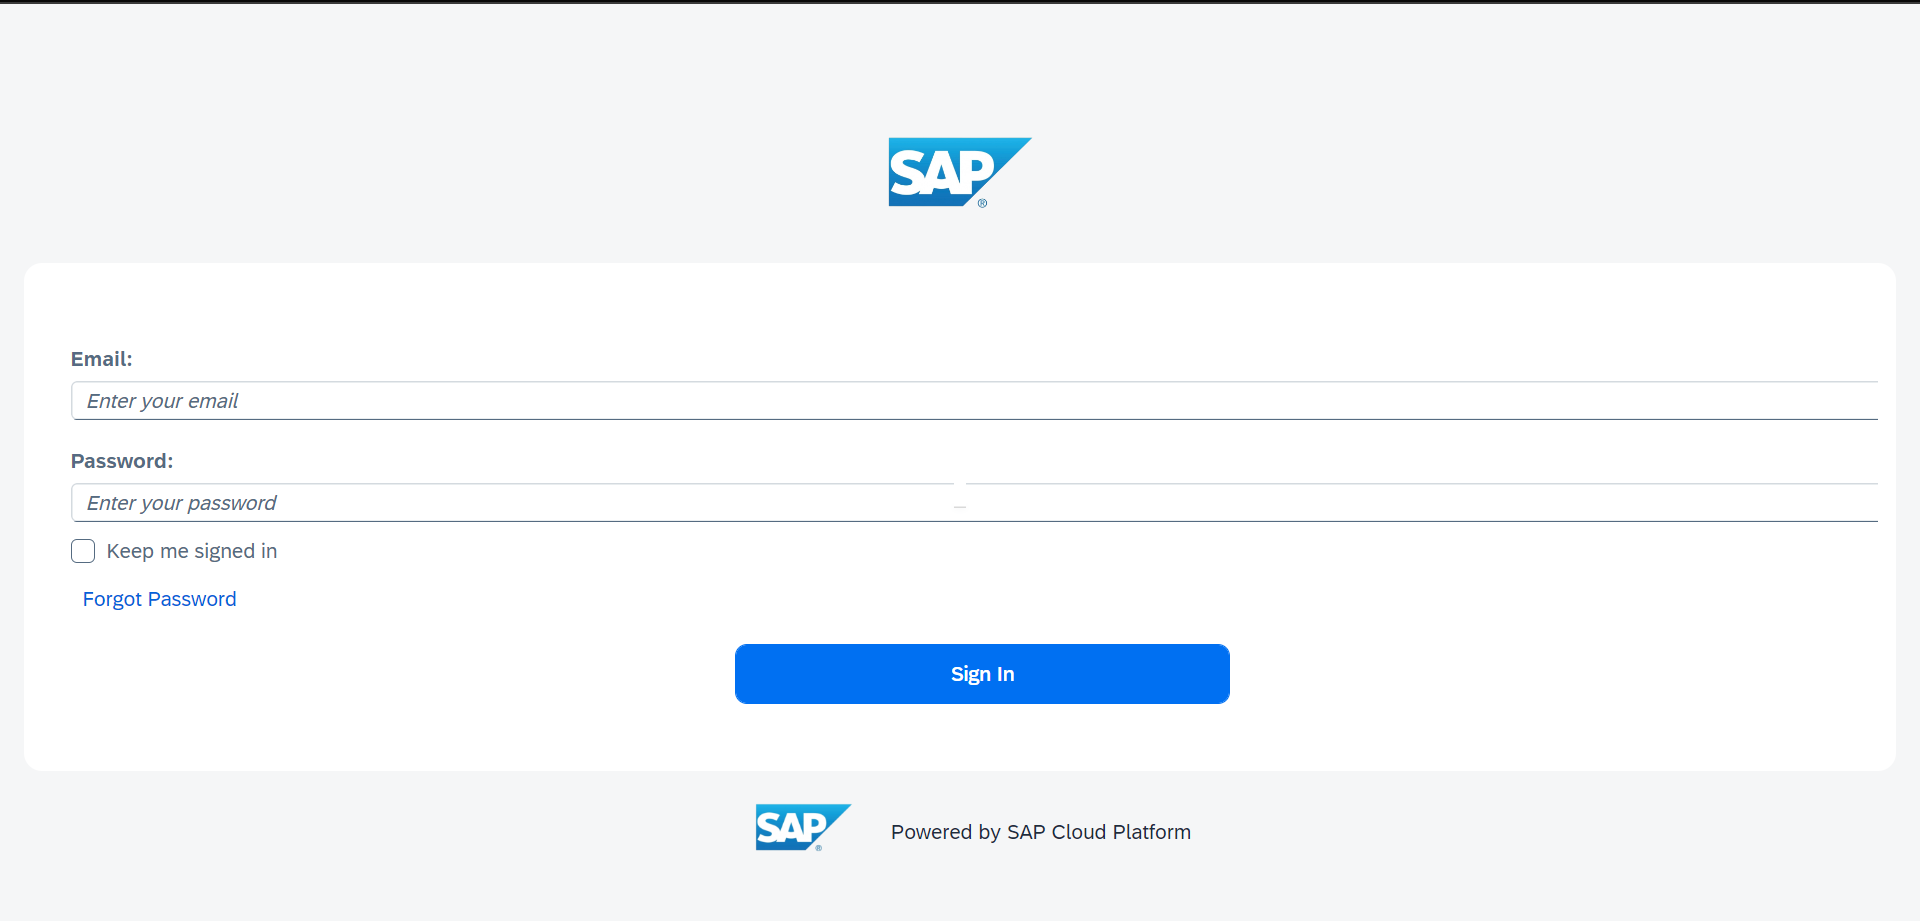 SAP
®
Email:
Enter your email
Password:
Enter your password
Keep me signed in
Forgot Password
Sign In
SAP
®
Powered by SAP Cloud Platform